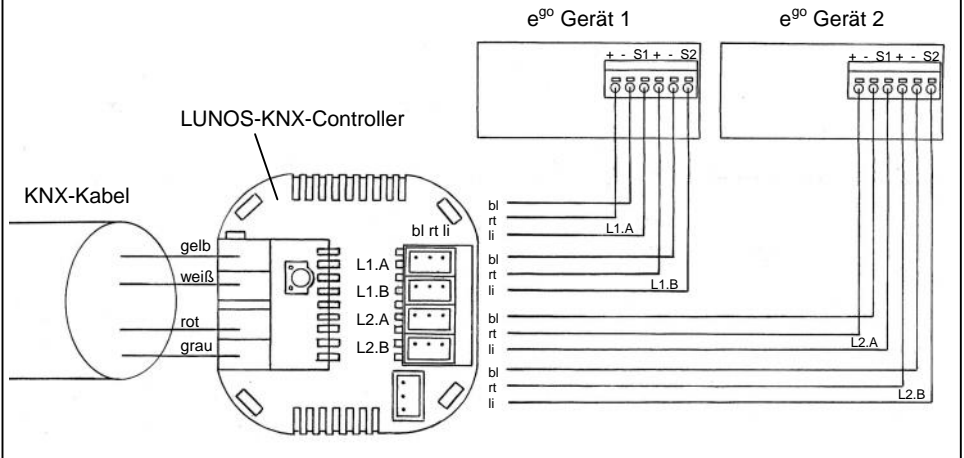 e^go Gerät 1
e^go Gerät 2
+ - S1 + - S2
+ - S1 + - S2
LUNOS-KNX-Controller
KNX-Kabel
gelb
weiß
rot
grau
bl rt li
L1.A
L1.B
L2.A
L2.B
bl
rt
li L1.A
bl
rt
li L1.B
bl
rt
li L2.A
bl
rt
li L2.B